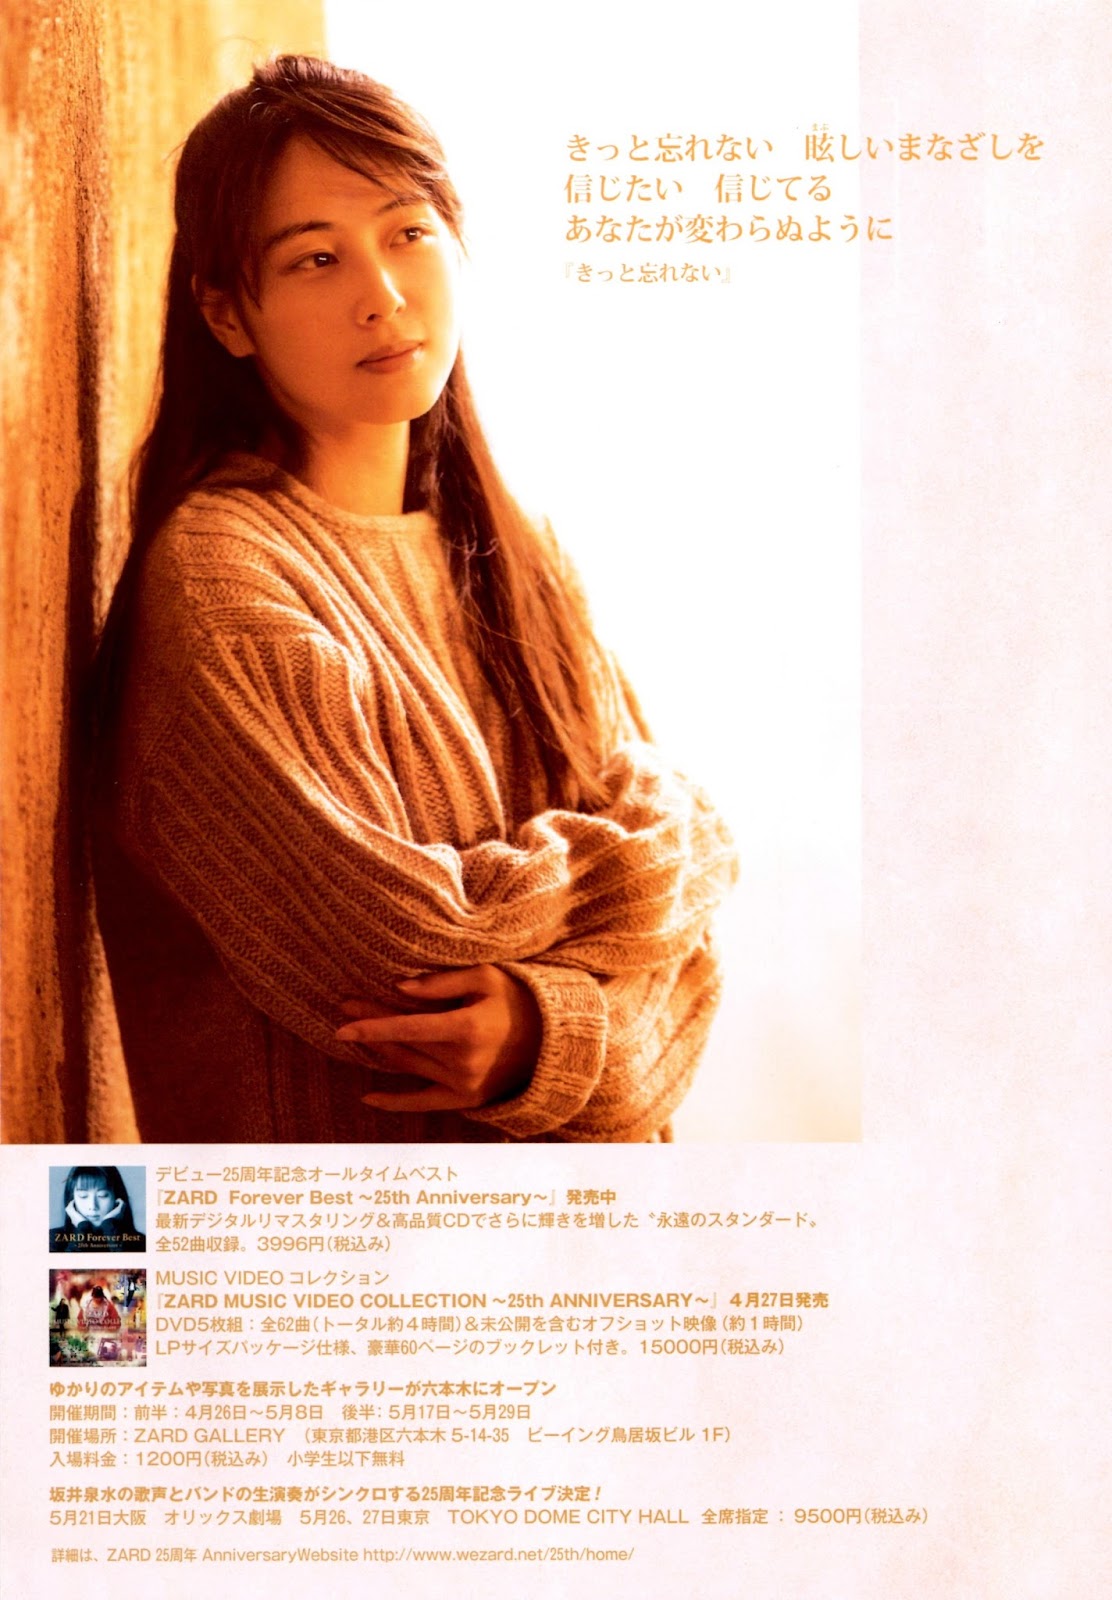 きっと忘れない　眩しいまなざしを
信じたい　信じてる
あなたが変わらぬように
『きっと忘れない』
デビュー25周年記念オールタイムベスト
『ZARD Forever Best ～25th Anniversary～』発売中
最新デジタルリマスタリング＆高品質CDでさらに輝きを増した〝永遠のスタンダード〟
全52曲収録。3996円（税込み）
ZARD Forever Best
~25th Anniversary~
MUSIC VIDEO コレクション
『ZARD MUSIC VIDEO COLLECTION ～25th ANNIVERSARY～』４月27日発売
DVD5枚組：全62曲（トータル約４時間）＆未公開を含むオフショット映像（約１時間）
LPサイズパッケージ仕様、豪華60ページのブックレット付き。15000円（税込み）
ゆかりのアイテムや写真を展示したギャラリーが六本木にオープン
開催期間：前半：４月26日～５月８日　後半：５月17日～５月29日
開催場所：ZARD GALLERY　（東京都港区六本木 5-14-35　ビーイング鳥居坂ビル 1F）
入場料金：1200円（税込み）　小学生以下無料
坂井泉水の歌声とバンドの生演奏がシンクロする25周年記念ライブ決定！
５月21日大阪　オリックス劇場　５月26、27日東京　TOKYO DOME CITY HALL　全席指定：9500円（税込み）
詳細は、ZARD 25周年 AnniversaryWebsite http://www.wezard.net/25th/home/